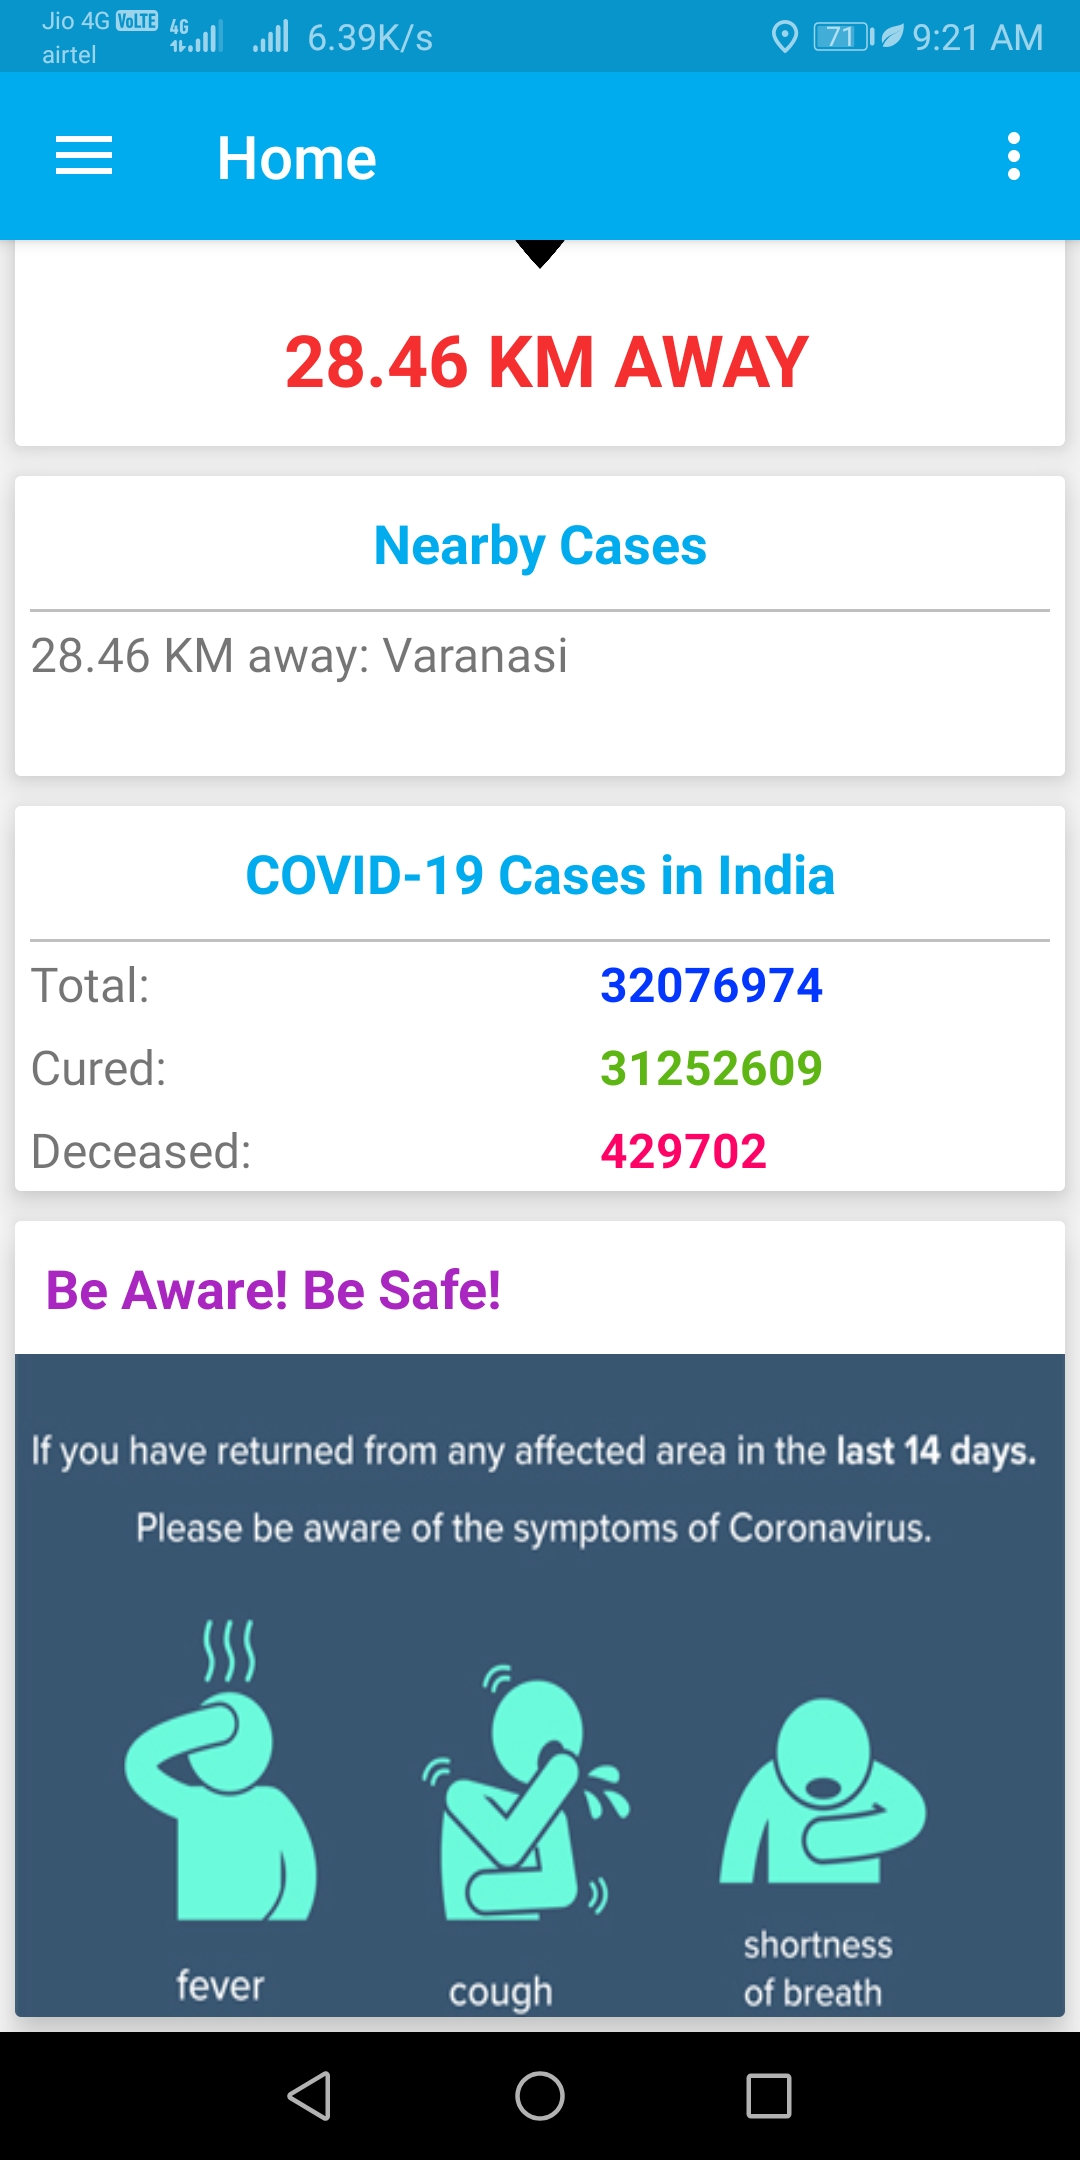 Jio 4G VoLTE 4G 6.39K/s 71 9:21 AM
airtel
Home
28.46 KM AWAY
Nearby Cases
28.46 KM away: Varanasi
COVID-19 Cases in India
Total: 32076974
Cured: 31252609
Deceased: 429702
Be Aware! Be Safe!
If you have returned from any affected area in the last 14 days.
Please be aware of the symptoms of Coronavirus.
fever
cough
shortness
of breath